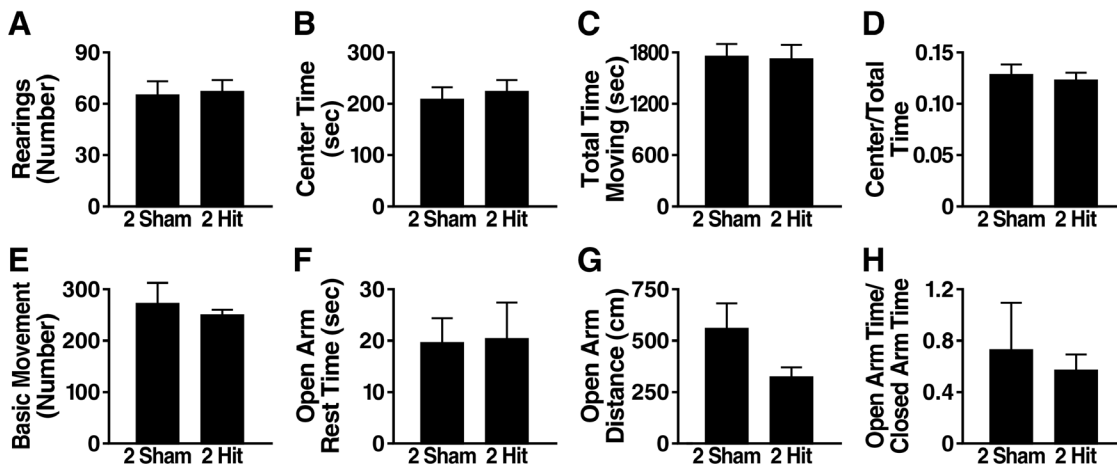 A
Rearings
(Number)
90
60
30
0
2 Sham 2 Hit
B
Center Time
(sec)
300
200
100
0
2 Sham 2 Hit
C
Total Time
Moving (sec)
1800
1200
600
0
2 Sham 2 Hit
D
Center/Total
Time
0.15
0.10
0.05
0
2 Sham 2 Hit
E
Basic Movement
(Number)
300
200
100
0
2 Sham 2 Hit
F
Open Arm
Rest Time (sec)
30
20
10
0
2 Sham 2 Hit
G
Open Arm
Distance (cm)
750
500
250
0
2 Sham 2 Hit
H
Open Arm Time/
Closed Arm Time
1.2
0.8
0.4
0
2 Sham 2 Hit